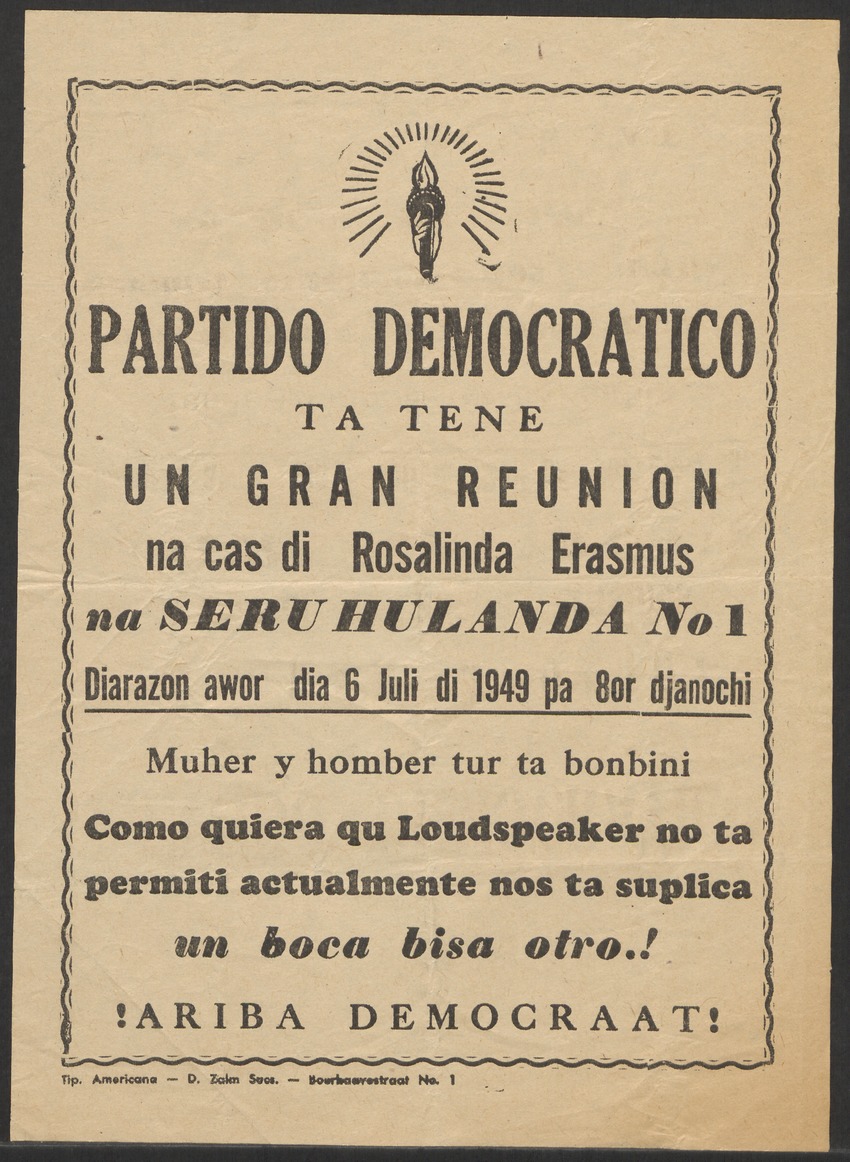 PARTIDO DEMOCRATICO
TA TENE
UN GRAN REUNION
na cas di Rosalinda Erasmus
na SERU HULANDA No 1
Diarazon awor dia 6 Juli di 1949 pa 8or djanochi
Muher y homber tur ta bonbini
Como quiera qu Loudspeaker no ta
permiti actualmente nos ta suplica
un boca bisa otro.!
!ARIBA DEMOCRAAT!
Tip. Americana — D. Zalm Sucs. — No. 1